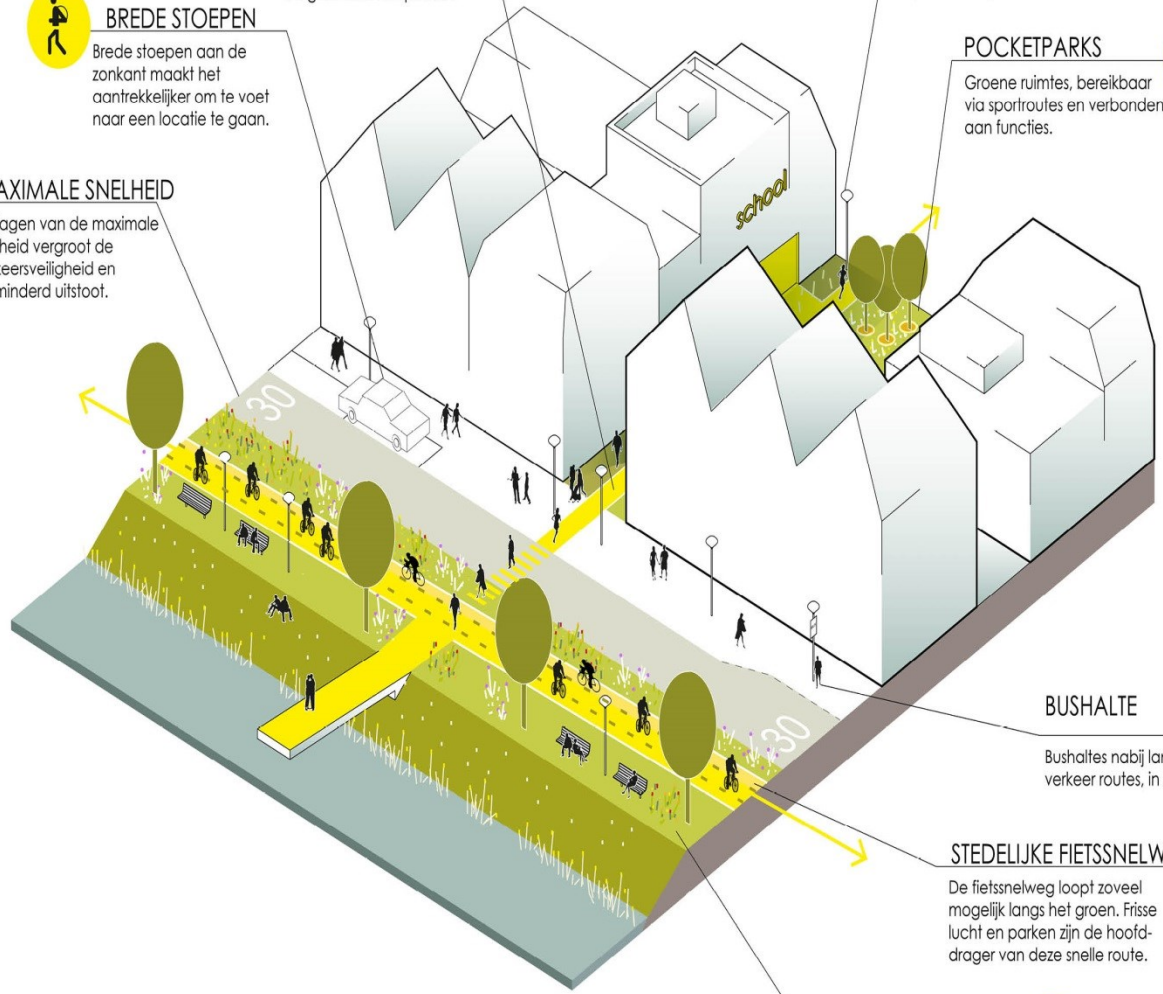 BREDE STOEPEN
Brede stoepen aan de
zonkant maakt het
aantrekkelijker om te voet
naar een locatie te gaan.
POCKETPARKS
Groene ruimtes, bereikbaar
via sportroutes en verbonden
aan functies.
AXIMALE SNELHEID
agen van de maximale
heid vergroot de
keersveiligheid en
minderd uitstoot.
school
30
30
BUSHALTE
Bushaltes nabij lan
verkeer routes, in
STEDELIJKE FIETSSNELW
De fietssnelweg loopt zoveel
mogelijk langs het groen. Frisse
lucht en parken zijn de hoofd-
drager van deze snelle route.